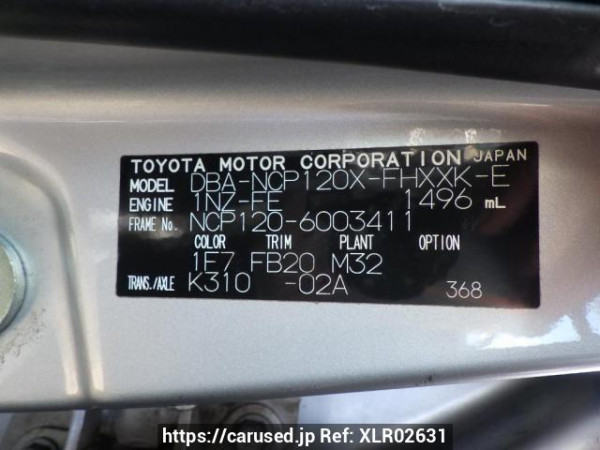 TOYOTA MOTOR CORPORATION JAPAN
MODEL DBA-NCP120X-FHXXK-E
ENGINE 1NZ-FE 1496 mL
FRAME No. NCP120-6003411
COLOR TRIM PLANT OPTION
1F7 FB20 M32
TRANS./AXLE K310 -02A 368
https://carused.jp Ref: XLR02631